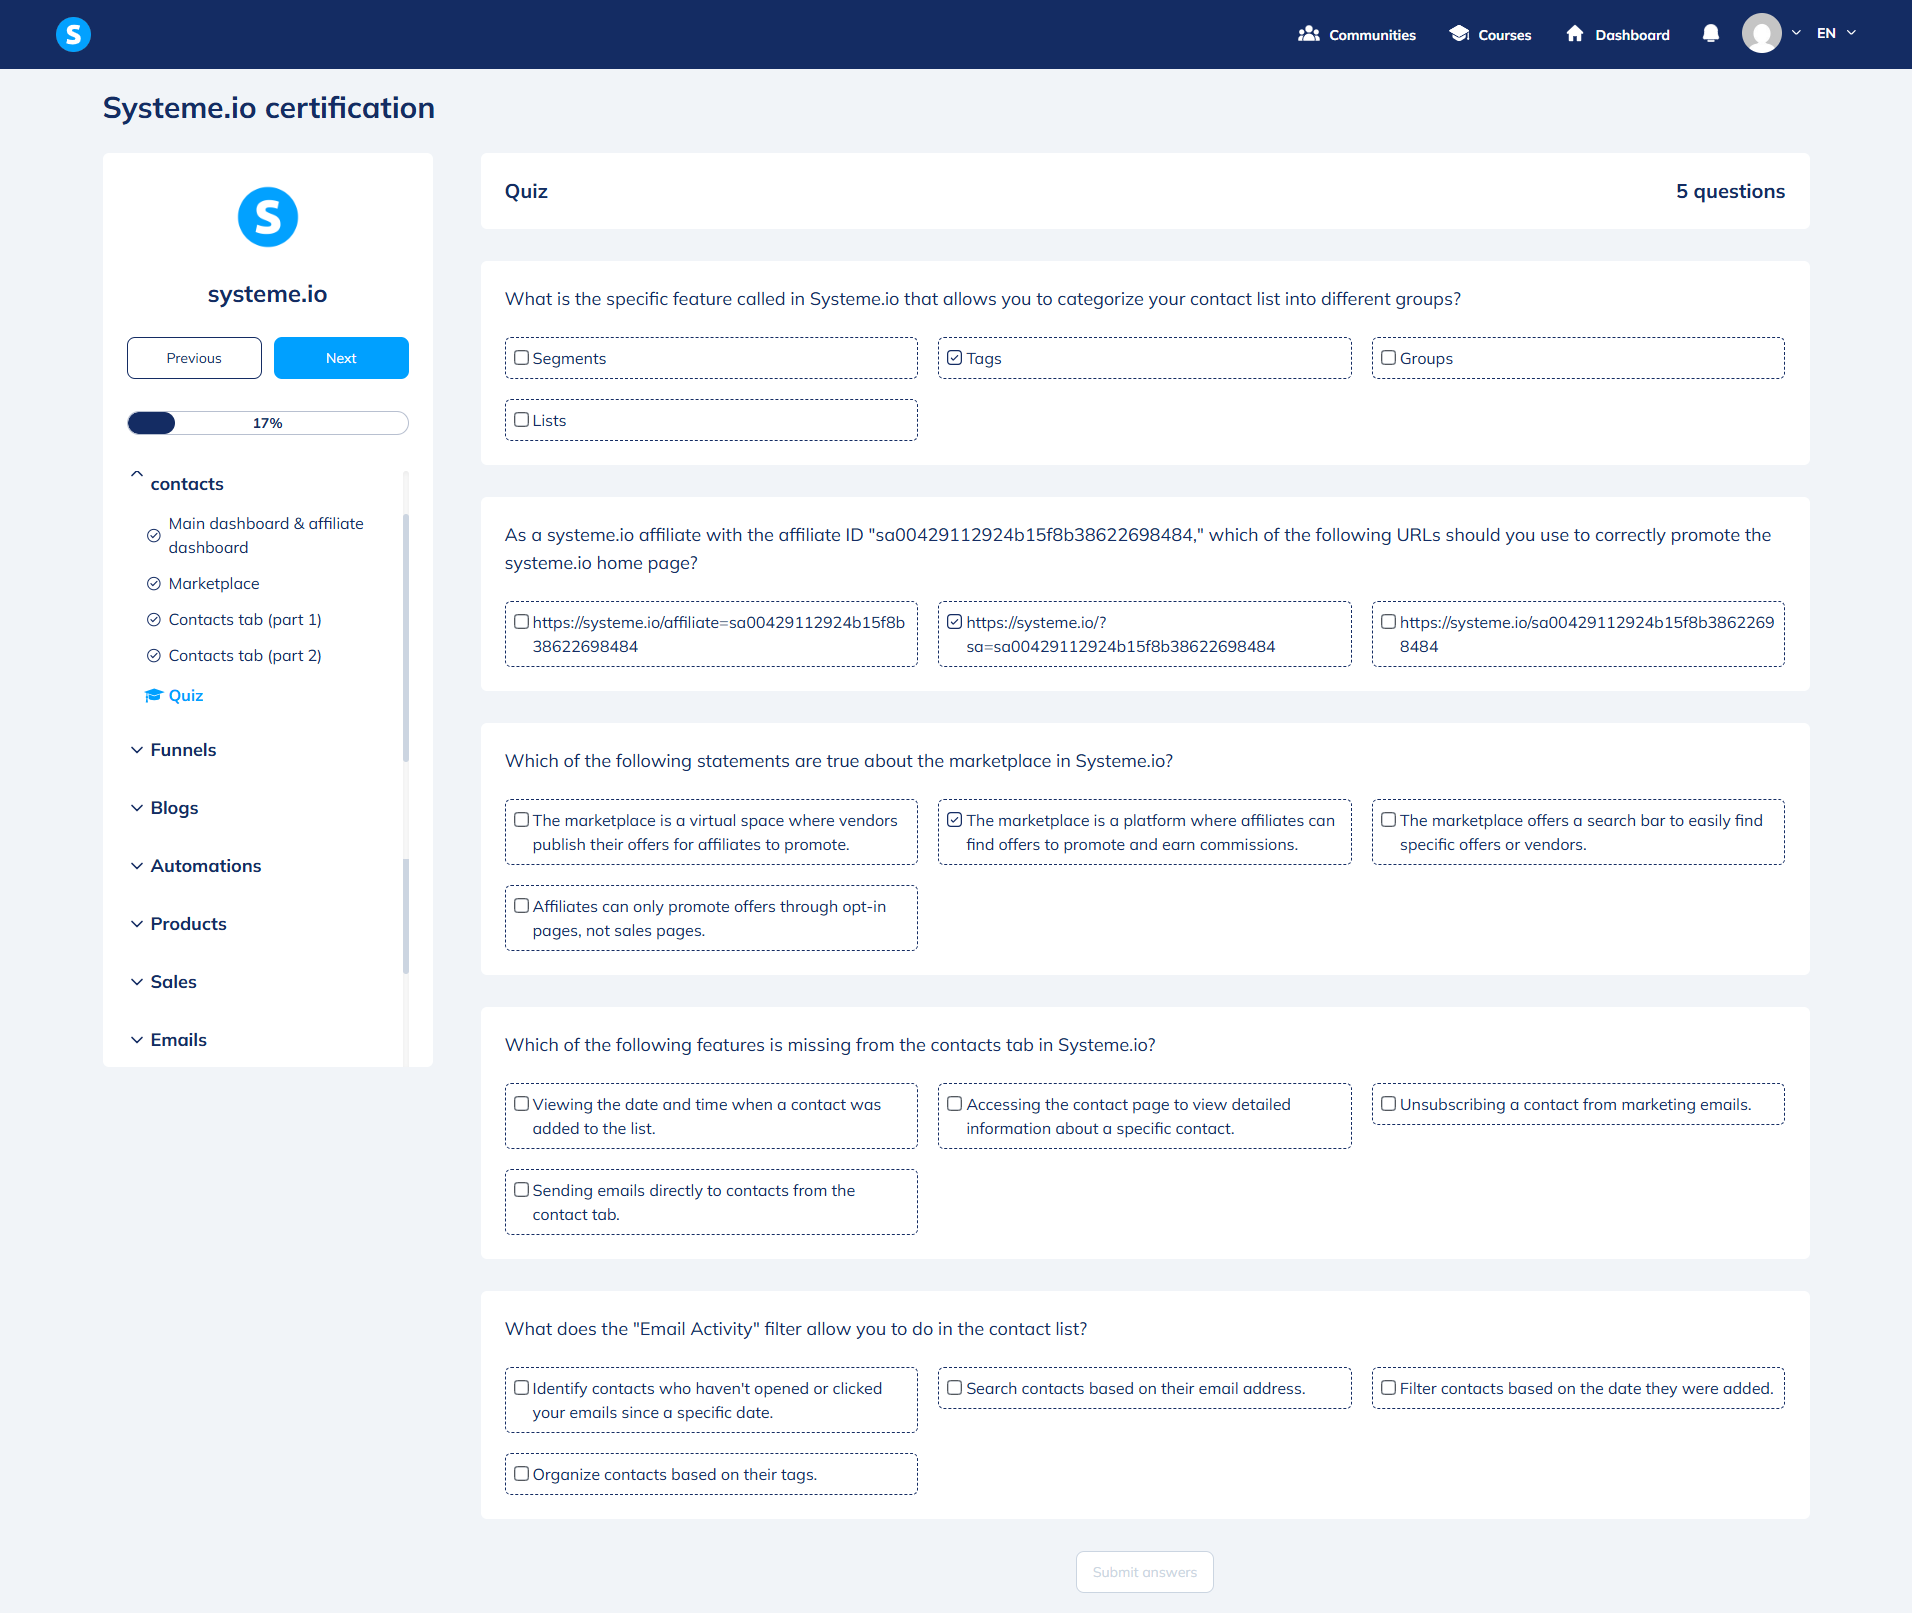 S
Communities
Courses
Dashboard
EN
Systeme.io certification
S
systeme.io
Previous
Next
17%
contacts
Main dashboard & affiliate
dashboard
Marketplace
Contacts tab (part 1)
Contacts tab (part 2)
Quiz
Funnels
Blogs
Automations
Products
Sales
Emails
Quiz
5 questions
What is the specific feature called in Systeme.io that allows you to categorize your contact list into different groups?
Segments
Tags
Groups
Lists
As a systeme.io affiliate with the affiliate ID "sa00429112924b15f8b38622698484," which of the following URLs should you use to correctly promote the
systeme.io home page?
https://systeme.io/affiliate=sa00429112924b15f8b
38622698484
https://systeme.io/?
sa=sa00429112924b15f8b38622698484
https://systeme.io/sa00429112924b15f8b3862269
8484
Which of the following statements are true about the marketplace in Systeme.io?
The marketplace is a virtual space where vendors
publish their offers for affiliates to promote.
The marketplace is a platform where affiliates can
find offers to promote and earn commissions.
The marketplace offers a search bar to easily find
specific offers or vendors.
Affiliates can only promote offers through opt-in
pages, not sales pages.
Which of the following features is missing from the contacts tab in Systeme.io?
Viewing the date and time when a contact was
added to the list.
Accessing the contact page to view detailed
information about a specific contact.
Unsubscribing a contact from marketing emails.
Sending emails directly to contacts from the
contact tab.
What does the "Email Activity" filter allow you to do in the contact list?
Identify contacts who haven't opened or clicked
your emails since a specific date.
Search contacts based on their email address.
Filter contacts based on the date they were added.
Organize contacts based on their tags.
Submit answers